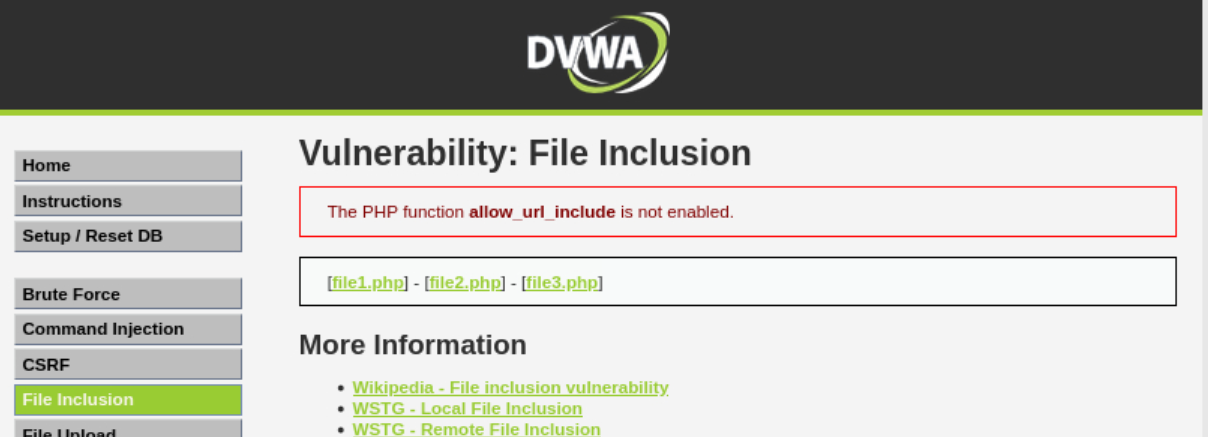 DVWA
Home
Instructions
Setup / Reset DB
Brute Force
Command Injection
CSRF
File Inclusion
File Upload
Vulnerability: File Inclusion
The PHP function allow_url_include is not enabled.
[file1.php] - [file2.php] - [file3.php]
More Information
• Wikipedia - File inclusion vulnerability
• WSTG - Local File Inclusion
• WSTG - Remote File Inclusion